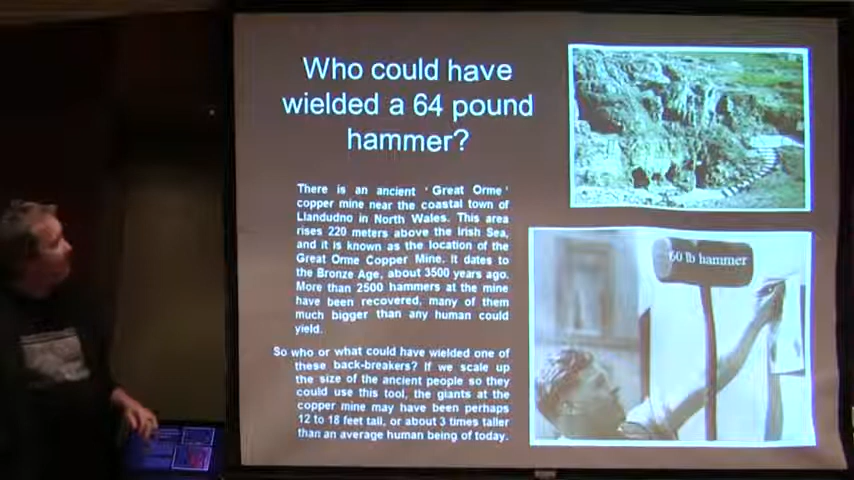 Who could have
wielded a 64 pound
hammer?
There is an ancient 'Great Orme'
copper mine near the coastal town of
Llandudno in North Wales. This area
rises 220 meters above the Irish Sea,
and it is known as the location of the
Great Orme Copper Mine. It dates to
the Bronze Age, about 3500 years ago.
More than 2500 hammers at the mine
have been recovered, many of them
much bigger than any human could
yield.
So who or what could have wielded one of
these back-breakers? If we scale up
the size of the ancient people so they
could use this tool, the giants at the
copper mine may have been perhaps
12 to 18 feet tall, or about 3 times taller
than an average human being of today.
60 lb hammer